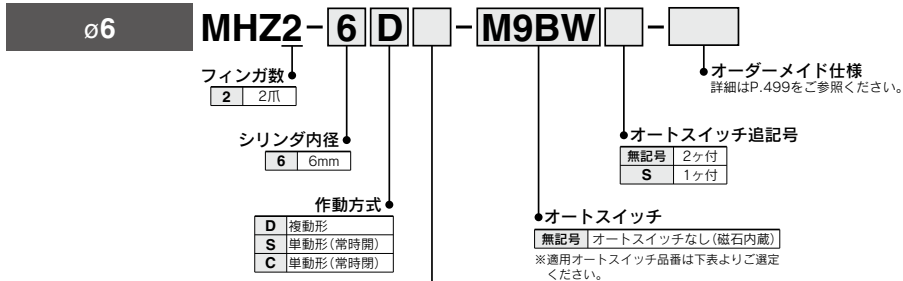 ø6
MHZ2-6D□-M9BW□-□
フィンガ数
2 2爪
シリンダ内径
6 6mm
作動方式
D 複動形
S 単動形(常時開)
C 単動形(常時閉)
オートスイッチ
無記号 オートスイッチなし(磁石内蔵)
※適用オートスイッチ品番は下表よりご選定
ください。
オートスイッチ追記号
無記号 2ヶ付
S 1ヶ付
オーダーメイド仕様
詳細はP.499をご参照ください。